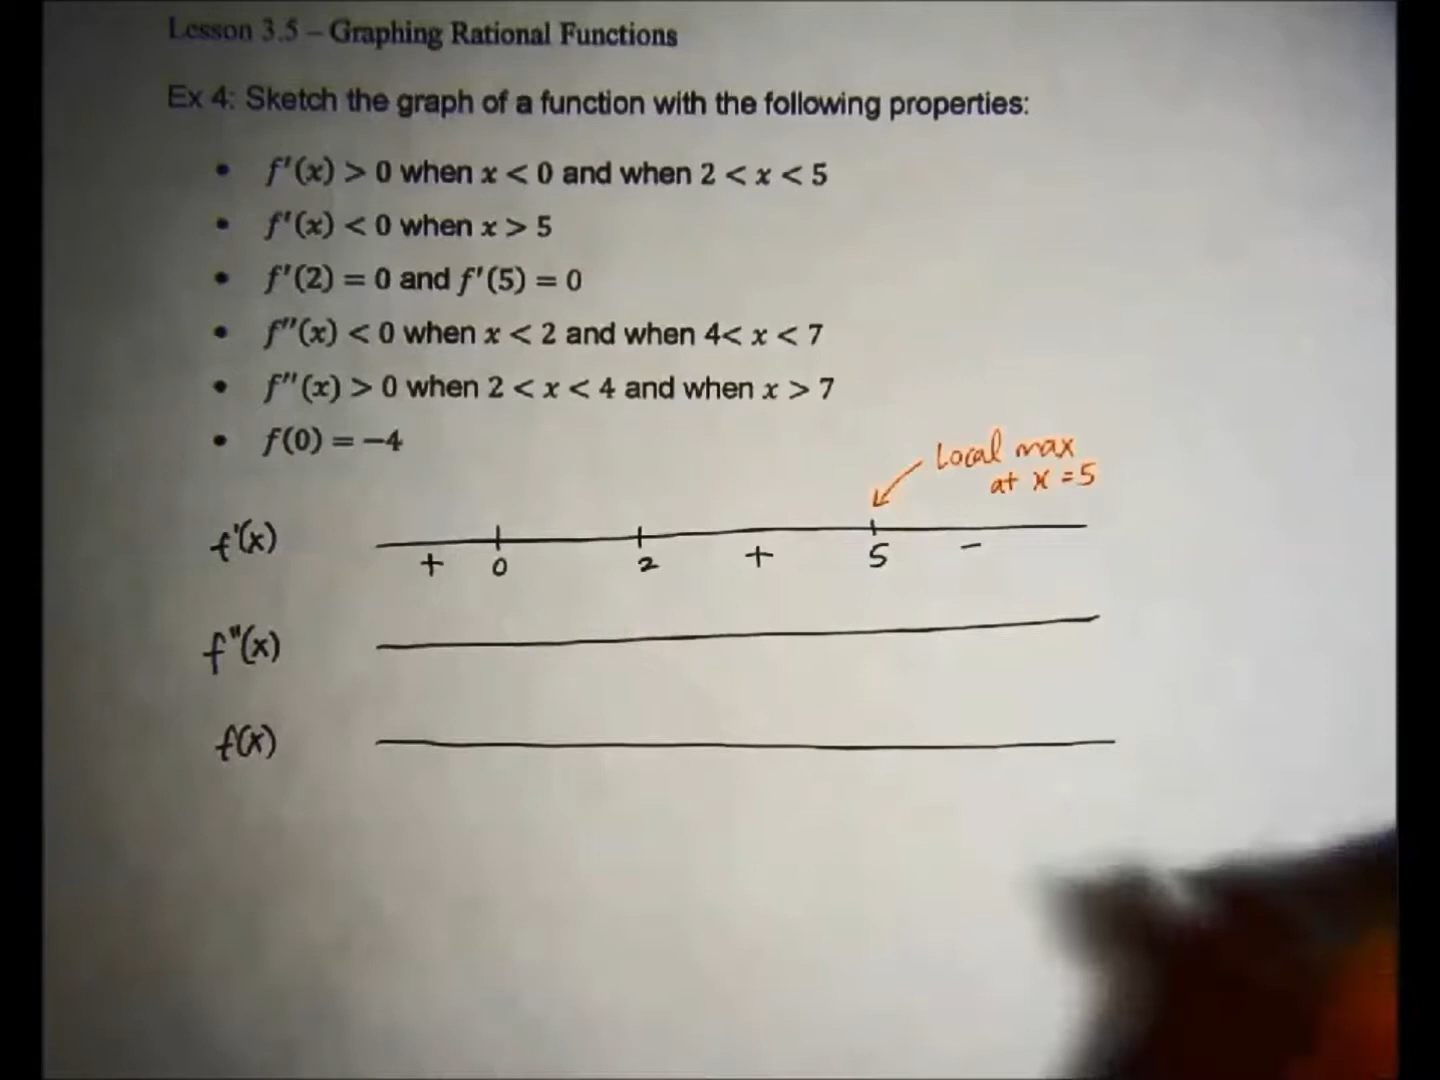 Lesson 3.5 – Graphing Rational Functions
Ex 4: Sketch the graph of a function with the following properties:
• f'(x) > 0 when x < 0 and when 2 < x < 5
• f'(x) < 0 when x > 5
• f'(2) = 0 and f'(5) = 0
• f''(x) < 0 when x < 2 and when 4< x < 7
• f''(x) > 0 when 2 < x < 4 and when x > 7
• f(0) = −4
Local max
at x = 5
f'(x)
+ 0 2 + 5 −
f"(x)
f(x)